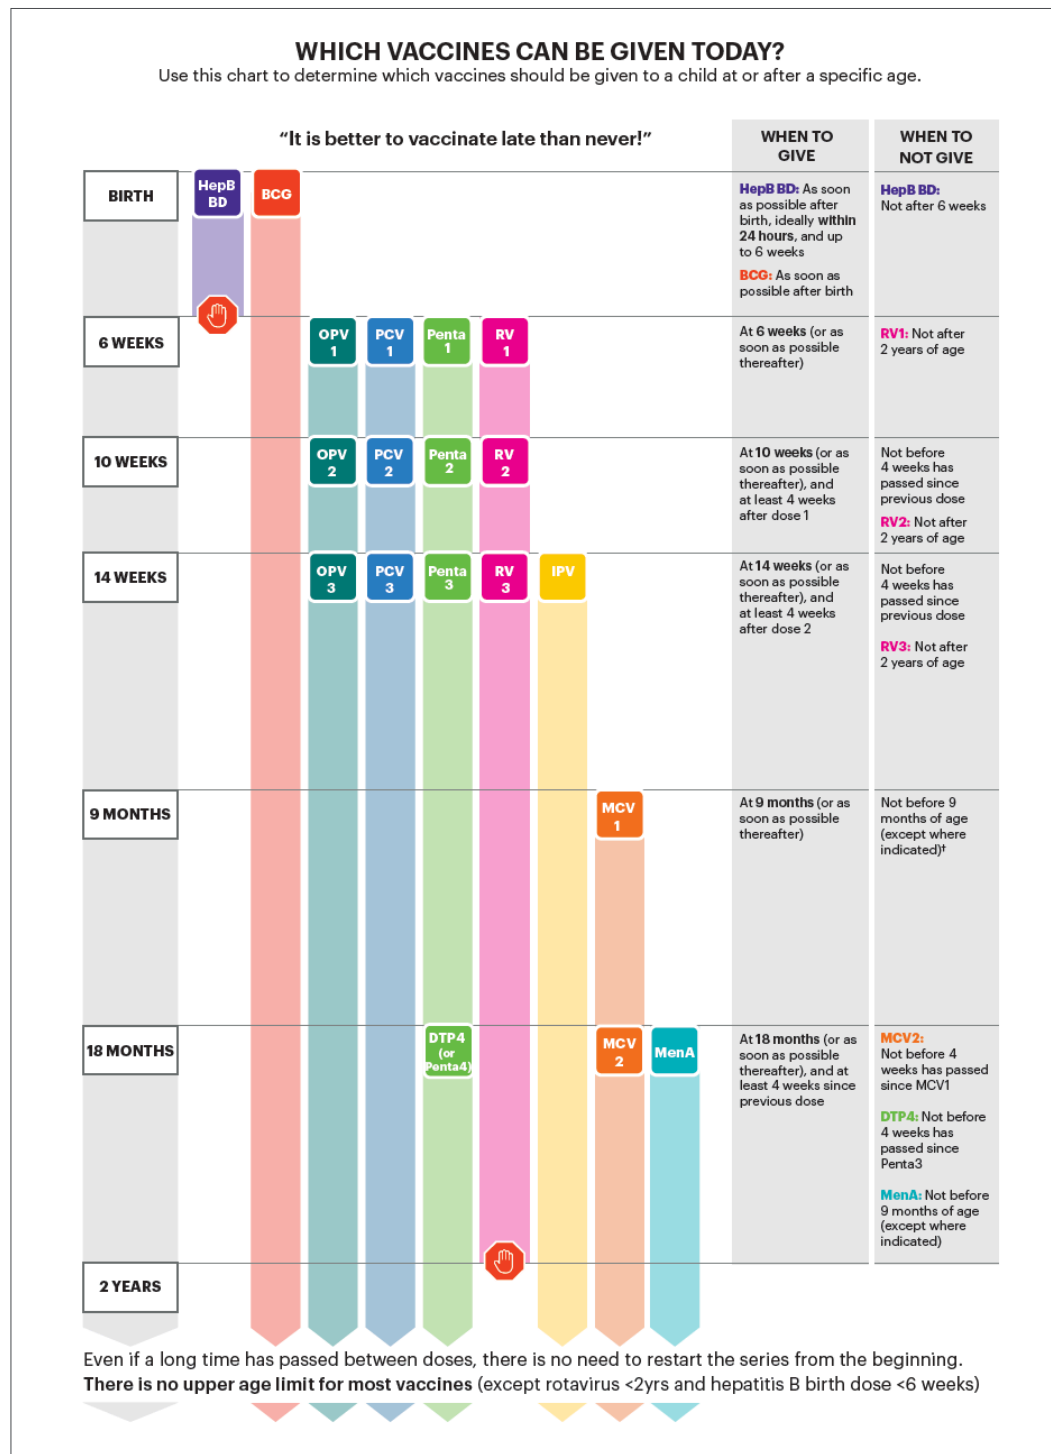 WHICH VACCINES CAN BE GIVEN TODAY?
Use this chart to determine which vaccines should be given to a child at or after a specific age.
“It is better to vaccinate late than never!”
WHEN TO
GIVE
WHEN TO
NOT GIVE
BIRTH
HepB
BD
BCG
HepB BD: As soon
as possible after
birth, ideally within
24 hours, and up
to 6 weeks
BCG: As soon as
possible after birth
HepB BD:
Not after 6 weeks
6 WEEKS
OPV
1
PCV
1
Penta
1
RV
1
At 6 weeks (or as
soon as possible
thereafter)
RV1: Not after
2 years of age
10 WEEKS
OPV
2
PCV
2
Penta
2
RV
2
At 10 weeks (or as
soon as possible
thereafter), and
at least 4 weeks
after dose 1
Not before
4 weeks has
passed since
previous dose
RV2: Not after
2 years of age
14 WEEKS
OPV
3
PCV
3
Penta
3
RV
3
IPV
At 14 weeks (or as
soon as possible
thereafter), and
at least 4 weeks
after dose 2
Not before
4 weeks has
passed since
previous dose
RV3: Not after
2 years of age
9 MONTHS
MCV
1
At 9 months (or as
soon as possible
thereafter)
Not before 9
months of age
(except where
indicated)†
18 MONTHS
DTP4
(or
Penta4)
MCV
2
MenA
At 18 months (or as
soon as possible
thereafter), and at
least 4 weeks since
previous dose
MCV2:
Not before 4
weeks has passed
since MCV1
DTP4: Not before
4 weeks has
passed since
Penta3
MenA: Not before
9 months of age
(except where
indicated)
2 YEARS
Even if a long time has passed between doses, there is no need to restart the series from the beginning.
There is no upper age limit for most vaccines (except rotavirus <2yrs and hepatitis B birth dose <6 weeks)